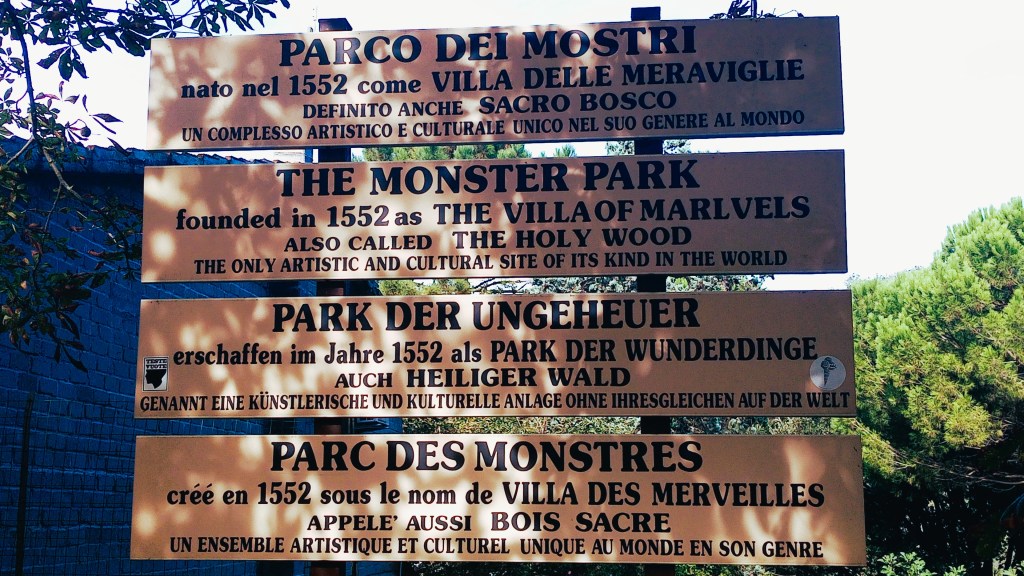 PARCO DEI MOSTRI
nato nel 1552 come VILLA DELLE MERAVIGLIE
DEFINITO ANCHE SACRO BOSCO
UN COMPLESSO ARTISTICO E CULTURALE UNICO NEL SUO GENERE AL MONDO
THE MONSTER PARK
founded in 1552 as THE VILLA OF MARLVELS
ALSO CALLED THE HOLY WOOD
THE ONLY ARTISTIC AND CULTURAL SITE OF ITS KIND IN THE WORLD
PARK DER UNGEHEUER
erschaffen im Jahre 1552 als PARK DER WUNDERDINGE
AUCH HEILIGER WALD
GENANNT EINE KÜNSTLERISCHE UND KULTURELLE ANLAGE OHNE IHRESGLEICHEN AUF DER WELT
PARC DES MONSTRES
créé en 1552 sous le nom de VILLA DES MERVEILLES
APPELE' AUSSI BOIS SACRE
UN ENSEMBLE ARTISTIQUE ET CULTUREL UNIQUE AU MONDE EN SON GENRE